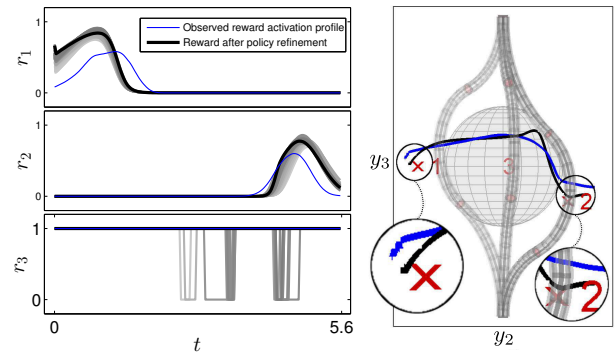 Observed reward activation profile
Reward after policy refinement
r1
1
0
r2
1
0
r3
1
0
0
t
5.6
y3
× 1
3
× 2
×
× 2
y2